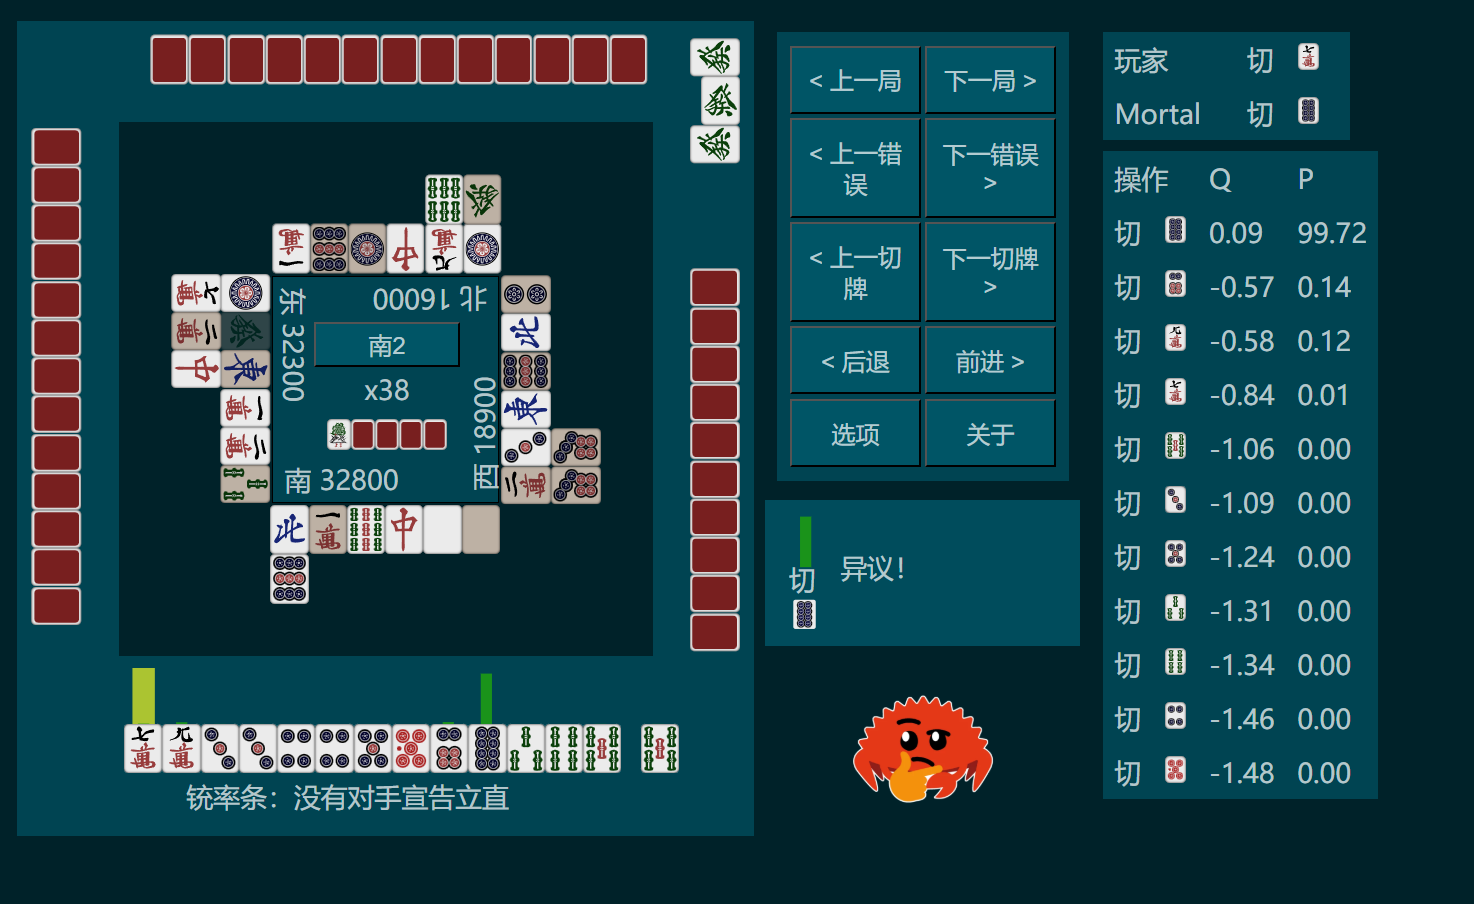 北 16000
东 32300
南2
x38
西 18900
南 32800
铳率条：没有对手宣告立直
< 上一局
下一局 >
< 上一错误
下一错误 >
< 上一切牌
下一切牌 >
< 后退
前进 >
选项
关于
切
异议！
玩家 切
Mortal 切
操作 Q P
切 0.09 99.72
切 -0.57 0.14
切 -0.58 0.12
切 -0.84 0.01
切 -1.06 0.00
切 -1.09 0.00
切 -1.24 0.00
切 -1.31 0.00
切 -1.34 0.00
切 -1.46 0.00
切 -1.48 0.00